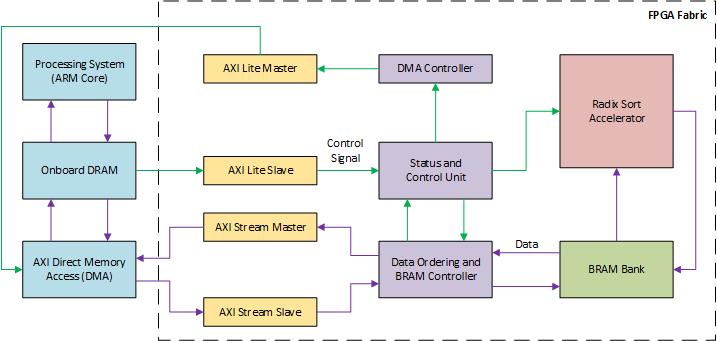 FPGA Fabric
Processing System
(ARM Core)
AXI Lite Master
DMA Controller
Radix Sort
Accelerator
Control
Signal
Onboard DRAM
AXI Lite Slave
Status and
Control Unit
AXI Stream Master
AXI Direct Memory
Access (DMA)
Data Ordering and
BRAM Controller
Data
BRAM Bank
AXI Stream Slave